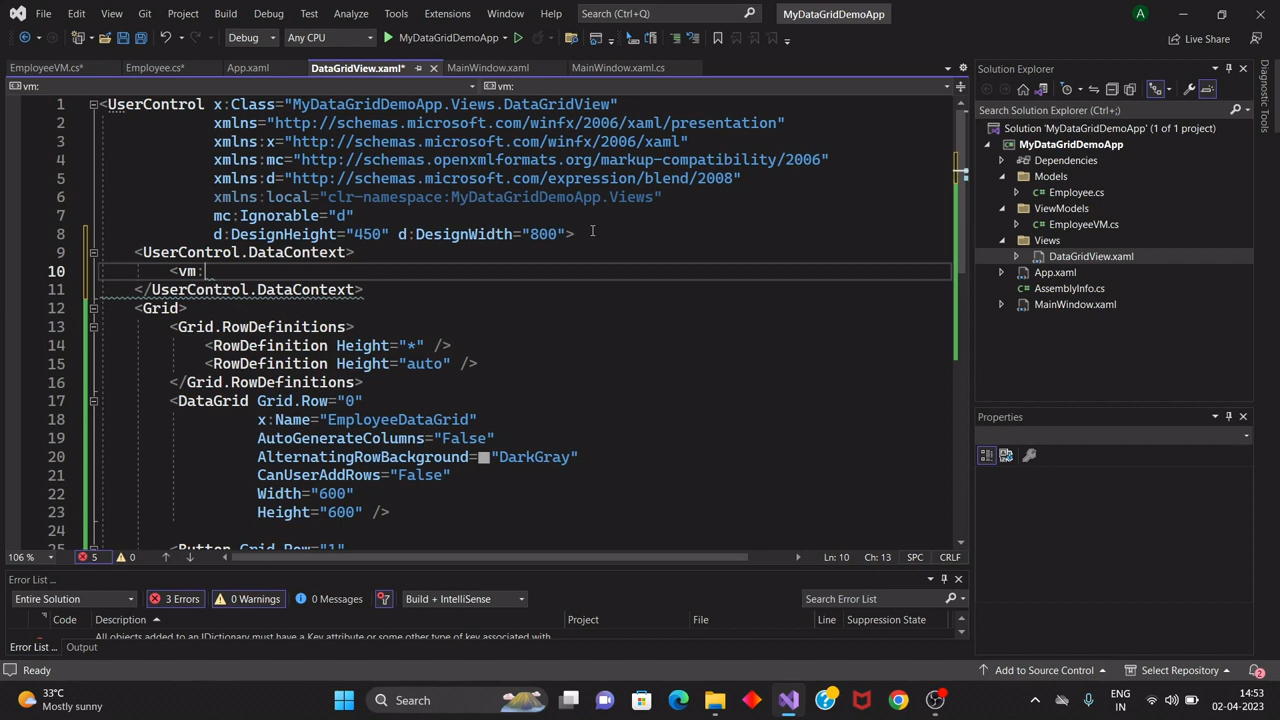 File Edit View Git Project Build Debug Test Analyze Tools Extensions Window Help Search (Ctrl+Q) MyDataGridDemoApp A
Debug Any CPU MyDataGridDemoApp Live Share
EmployeeVM.cs* Employee.cs* App.xaml DataGridView.xaml* MainWindow.xaml MainWindow.xaml.cs
vm: vm:
1 <UserControl x:Class="MyDataGridDemoApp.Views.DataGridView"
2 xmlns="http://schemas.microsoft.com/winfx/2006/xaml/presentation"
3 xmlns:x="http://schemas.microsoft.com/winfx/2006/xaml"
4 xmlns:mc="http://schemas.openxmlformats.org/markup-compatibility/2006"
5 xmlns:d="http://schemas.microsoft.com/expression/blend/2008"
6 xmlns:local="clr-namespace:MyDataGridDemoApp.Views"
7 mc:Ignorable="d"
8 d:DesignHeight="450" d:DesignWidth="800">
9 <UserControl.DataContext>
10 <vm:
11 </UserControl.DataContext>
12 <Grid>
13 <Grid.RowDefinitions>
14 <RowDefinition Height="*" />
15 <RowDefinition Height="auto" />
16 </Grid.RowDefinitions>
17 <DataGrid Grid.Row="0"
18 x:Name="EmployeeDataGrid"
19 AutoGenerateColumns="False"
20 AlternatingRowBackground="DarkGray"
21 CanUserAddRows="False"
22 Width="600"
23 Height="600" />
24
25 <Button Grid.Row="1"
106 % 5 0 Ln: 10 Ch: 13 SPC CRLF
Error List ...
Entire Solution 3 Errors 0 Warnings 0 Messages Build + IntelliSense Search Error List
Code Description Project File Line Suppression State
All objects added to an IDictionary must have a Key attribute or some other type of key associated with
Error List ... Output
Solution Explorer
Search Solution Explorer (Ctrl+;)
Solution 'MyDataGridDemoApp' (1 of 1 project)
MyDataGridDemoApp
Dependencies
Models
Employee.cs
ViewModels
EmployeeVM.cs
Views
DataGridView.xaml
App.xaml
AssemblyInfo.cs
MainWindow.xaml
Properties
Diagnostic Tools
Ready Add to Source Control Select Repository 2
33°C
Mostly sunny
Search
ENG
IN
14:53
02-04-2023